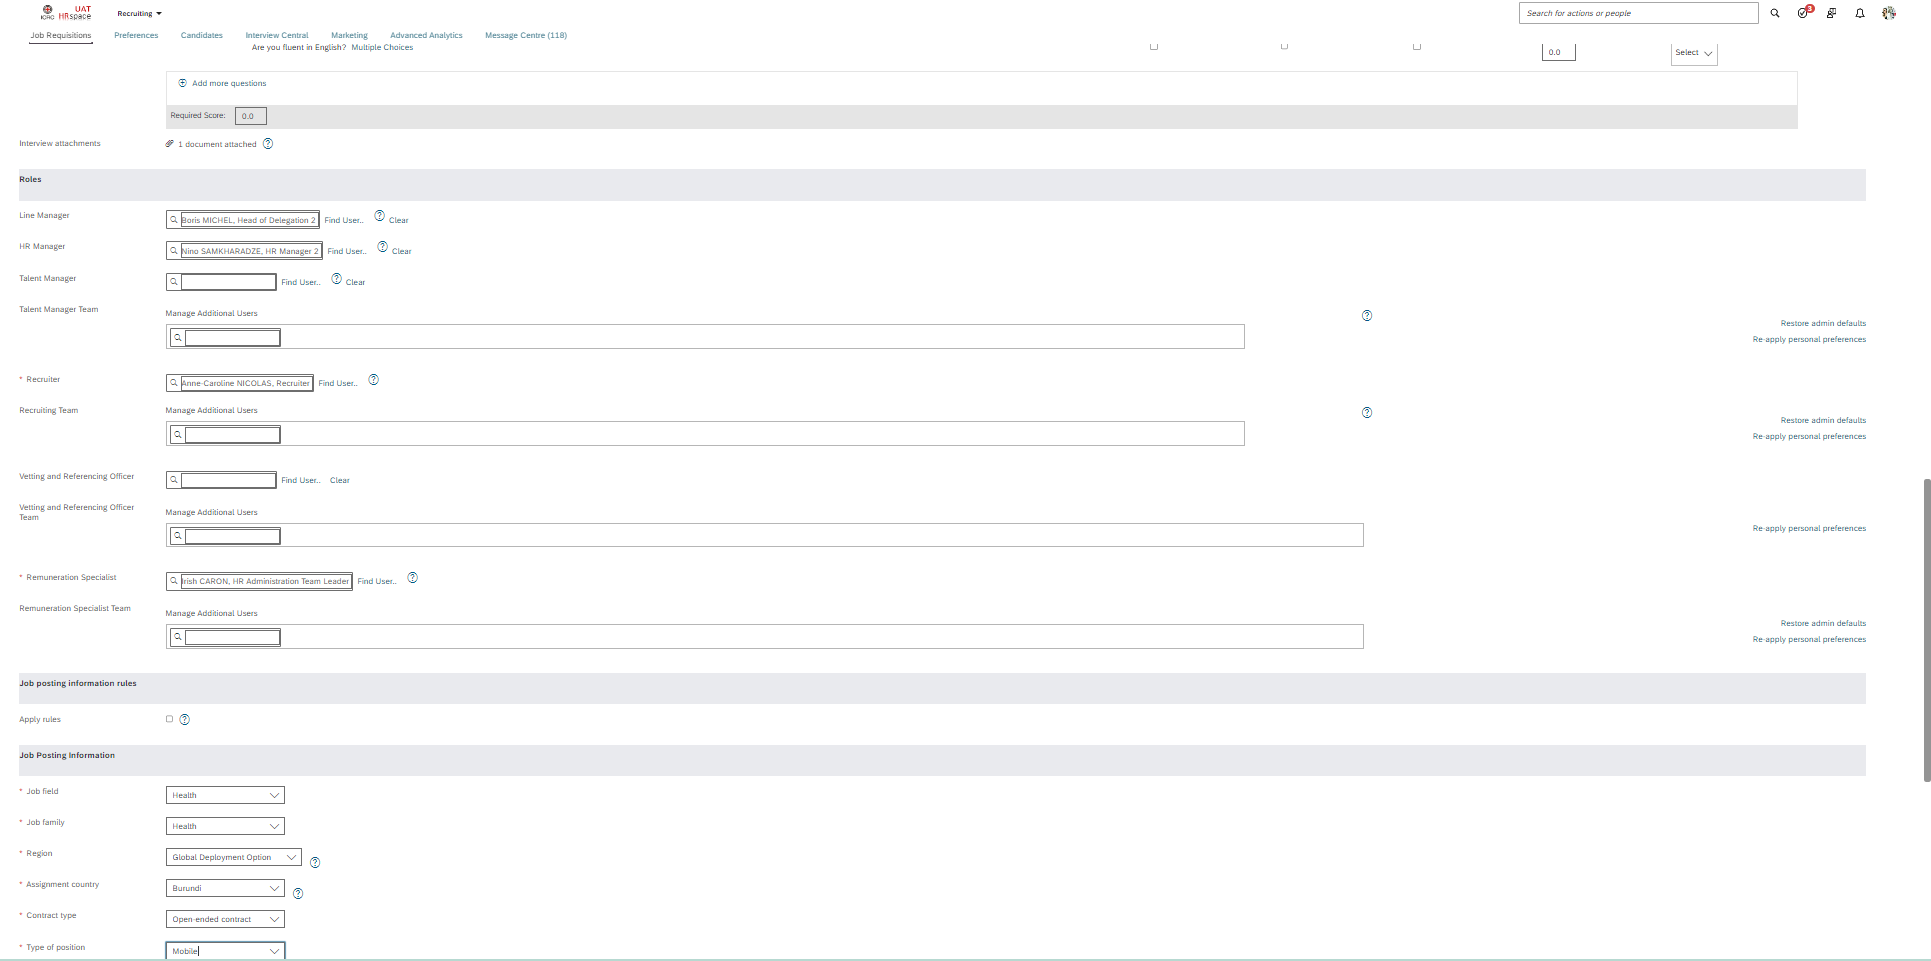 ICRC UAT HRspace Recruiting Search for actions or people 3
Job Requisitions Preferences Candidates Interview Central Marketing Advanced Analytics Message Centre (118)
Are you fluent in English? Multiple Choices 0.0 Select
Add more questions
Required Score: 0.0
Interview attachments 1 document attached ?
Roles
Line Manager Boris MICHEL, Head of Delegation 2 Find User.. ? Clear
HR Manager Nino SAMKHARADZE, HR Manager 2 Find User.. ? Clear
Talent Manager Find User.. ? Clear
Talent Manager Team Manage Additional Users ?
Restore admin defaults
Re-apply personal preferences
* Recruiter Anne-Caroline NICOLAS, Recruiter Find User.. ?
Recruiting Team Manage Additional Users ?
Restore admin defaults
Re-apply personal preferences
Vetting and Referencing Officer Find User.. Clear
Vetting and Referencing Officer
Team
Manage Additional Users
Re-apply personal preferences
* Remuneration Specialist Irish CARON, HR Administration Team Leader Find User.. ?
Remuneration Specialist Team Manage Additional Users
Restore admin defaults
Re-apply personal preferences
Job posting information rules
Apply rules ?
Job Posting Information
* Job field Health
* Job family Health
* Region Global Deployment Option ?
* Assignment country Burundi ?
* Contract type Open-ended contract
* Type of position Mobile